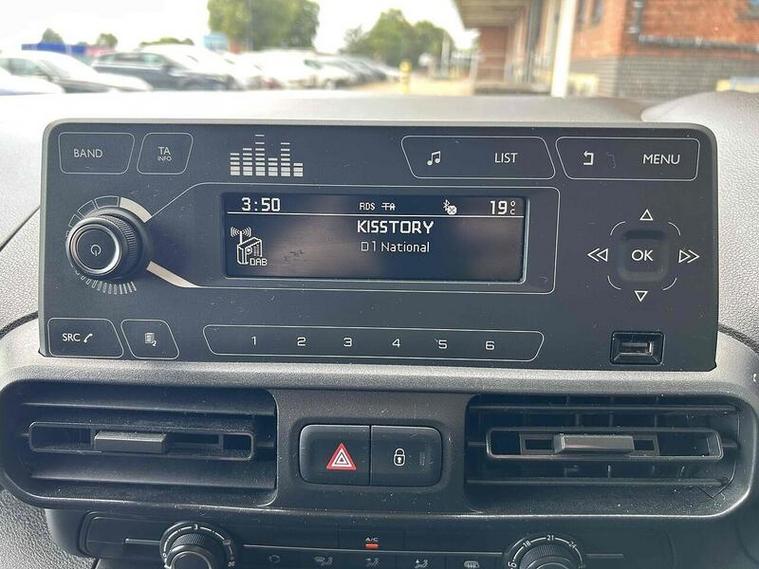 BAND
TA
INFO
LIST
MENU
3:50
RDS TA
19°C
KISSTORY
D1 National
DAB
OK
SRC
2
1 2 3 4 5 6
A/C